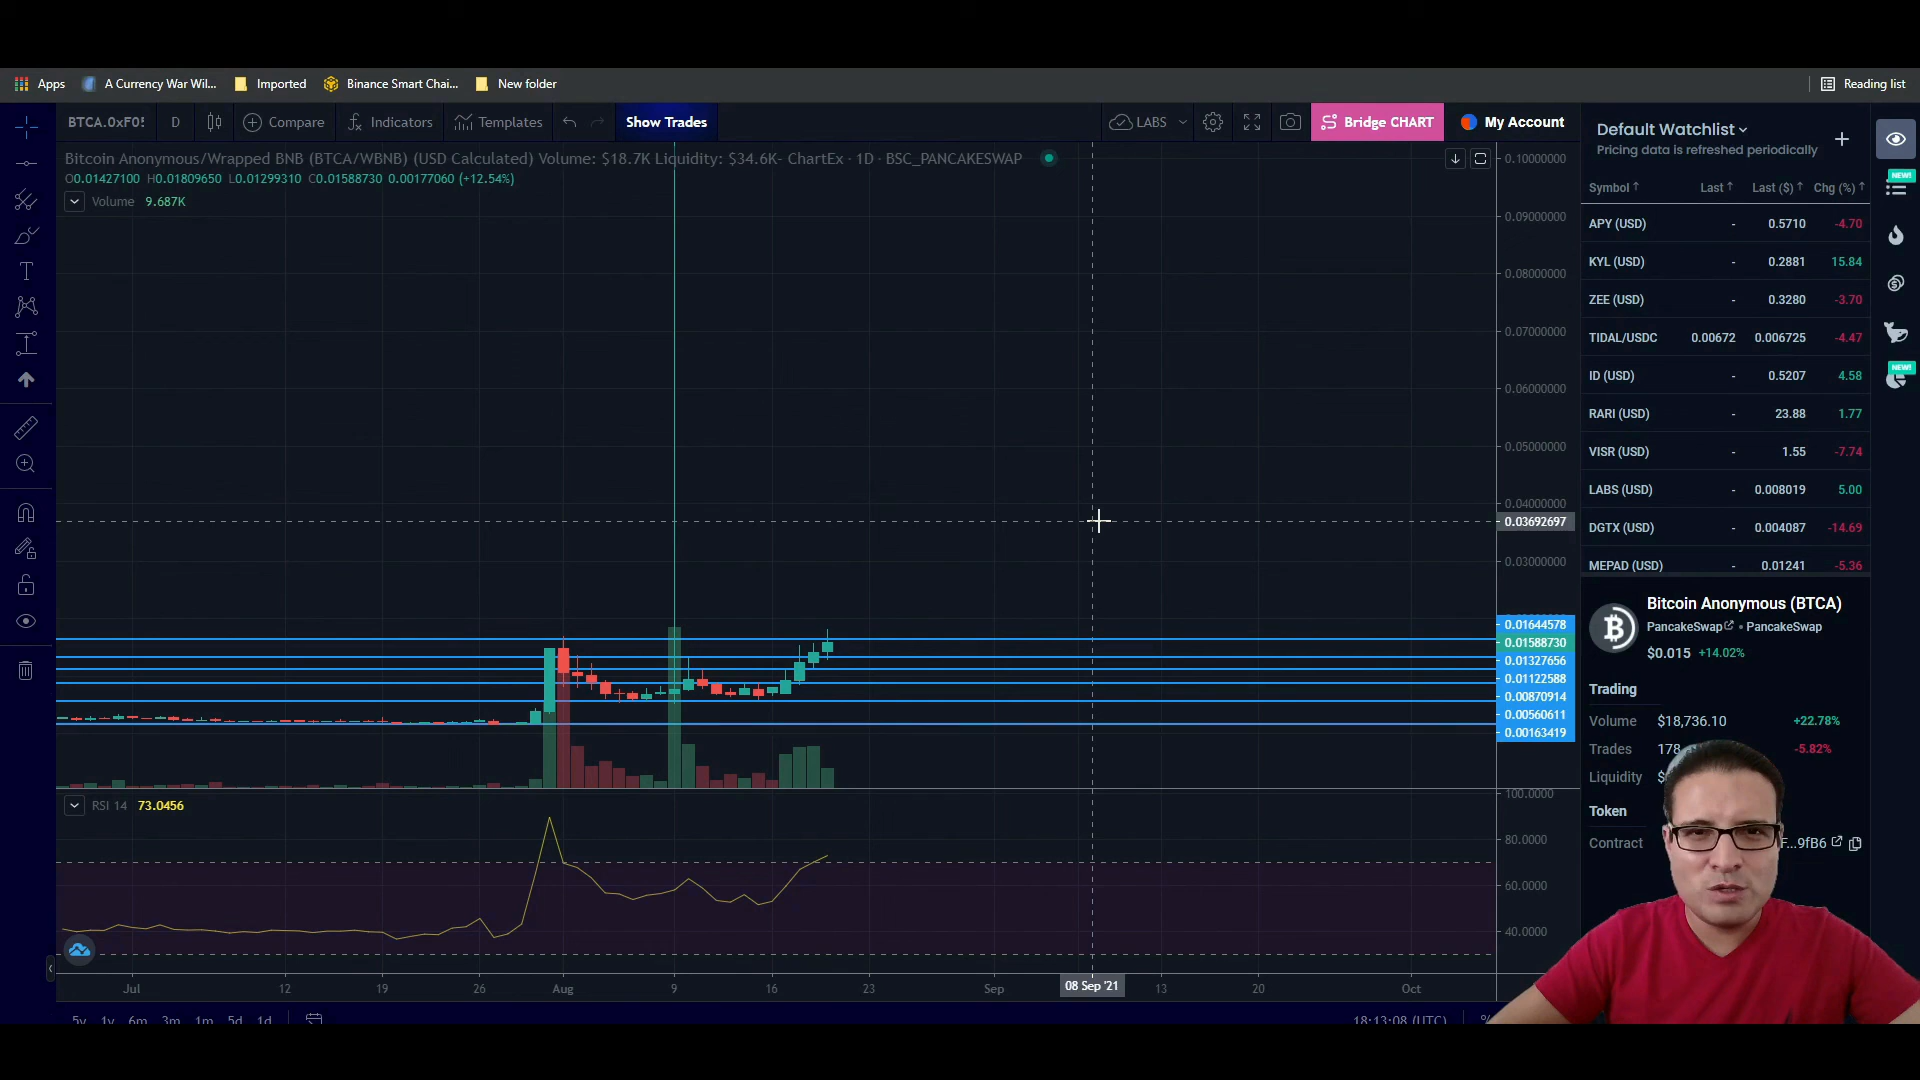 Apps A Currency War Wil... Imported Binance Smart Chai... New folder Reading list
BTCA.0xF0! D Compare Indicators Templates Show Trades LABS Bridge CHART My Account
Bitcoin Anonymous/Wrapped BNB (BTCA/WBNB) (USD Calculated) Volume: $18.7K Liquidity: $34.6K- ChartEx · 1D · BSC_PANCAKESWAP
O0.01427100 H0.01809650 L0.01299310 C0.01588730 0.00177060 (+12.54%)
Volume 9.687K
0.10000000
0.09000000
0.08000000
0.07000000
0.06000000
0.05000000
0.04000000
0.03692697
0.03000000
0.01644578
0.01588730
0.01327656
0.01122588
0.00870914
0.00560611
0.00163419
RSI 14 73.0456
100.0000
80.0000
60.0000
40.0000
Jul 12 19 26 Aug 9 16 23 Sep 08 Sep '21 13 20 Oct
5y 1y 6m 3m 1m 5d 1d 18:13:08 (UTC) %
Default Watchlist
Pricing data is refreshed periodically
NEW!
Symbol Last Last ($) Chg (%)
APY (USD) - 0.5710 -4.70
KYL (USD) - 0.2881 15.84
ZEE (USD) - 0.3280 -3.70
TIDAL/USDC 0.00672 0.006725 -4.47
ID (USD) - 0.5207 4.58
NEW!
RARI (USD) - 23.88 1.77
VISR (USD) - 1.55 -7.74
LABS (USD) - 0.008019 5.00
DGTX (USD) - 0.004087 -14.69
MEPAD (USD) - 0.01241 -5.36
Bitcoin Anonymous (BTCA)
PancakeSwap • PancakeSwap
$0.015 +14.02%
Trading
Volume $18,736.10 +22.78%
Trades 178 -5.82%
Liquidity
Token
Contract F...9fB6